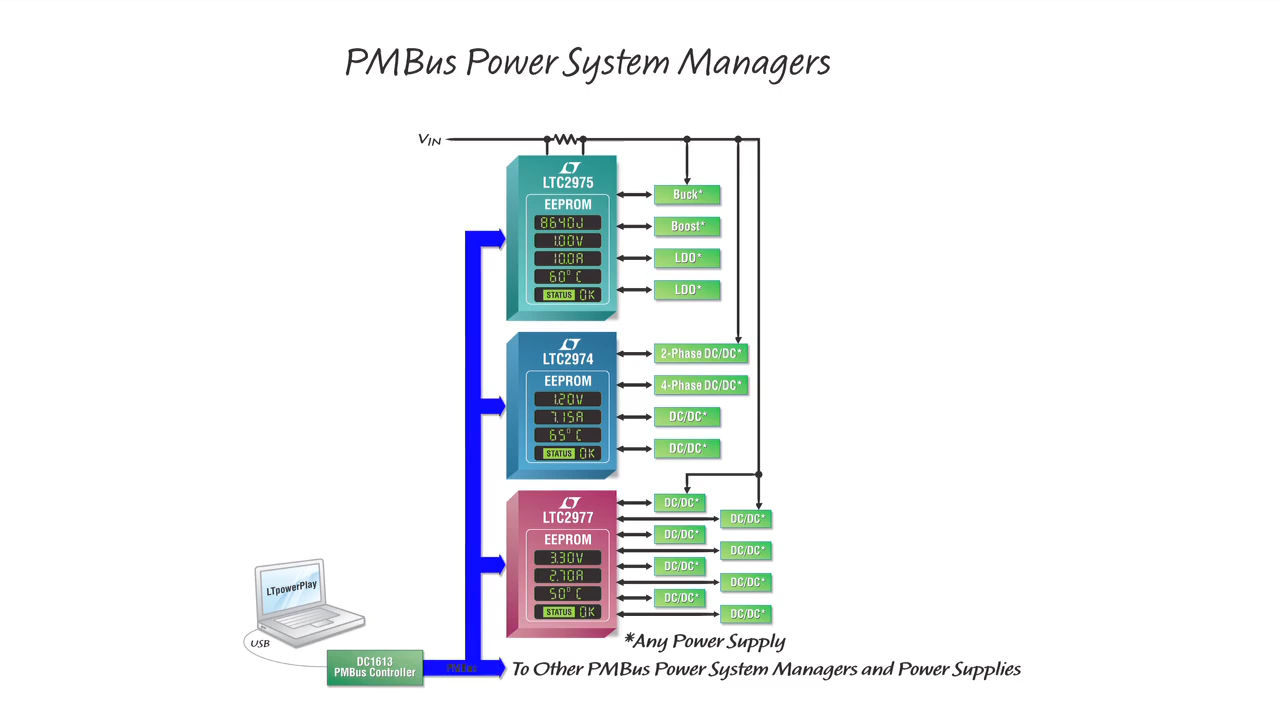 PMBus Power System Managers
VIN
LTC2975
EEPROM
8640J
1.00V
10.0A
60° C
STATUS OK
Buck*
Boost*
LDO*
LDO*
LTC2974
EEPROM
1.20V
7.15A
65° C
STATUS OK
2-Phase DC/DC*
4-Phase DC/DC*
DC/DC*
DC/DC*
LTC2977
EEPROM
3.30V
2.70A
50° C
STATUS OK
DC/DC*
DC/DC*
DC/DC*
DC/DC*
DC/DC*
DC/DC*
DC/DC*
DC/DC*
*Any Power Supply
LTpowerPlay
USB
DC1613
PMBus Controller
PMBus
To Other PMBus Power System Managers and Power Supplies